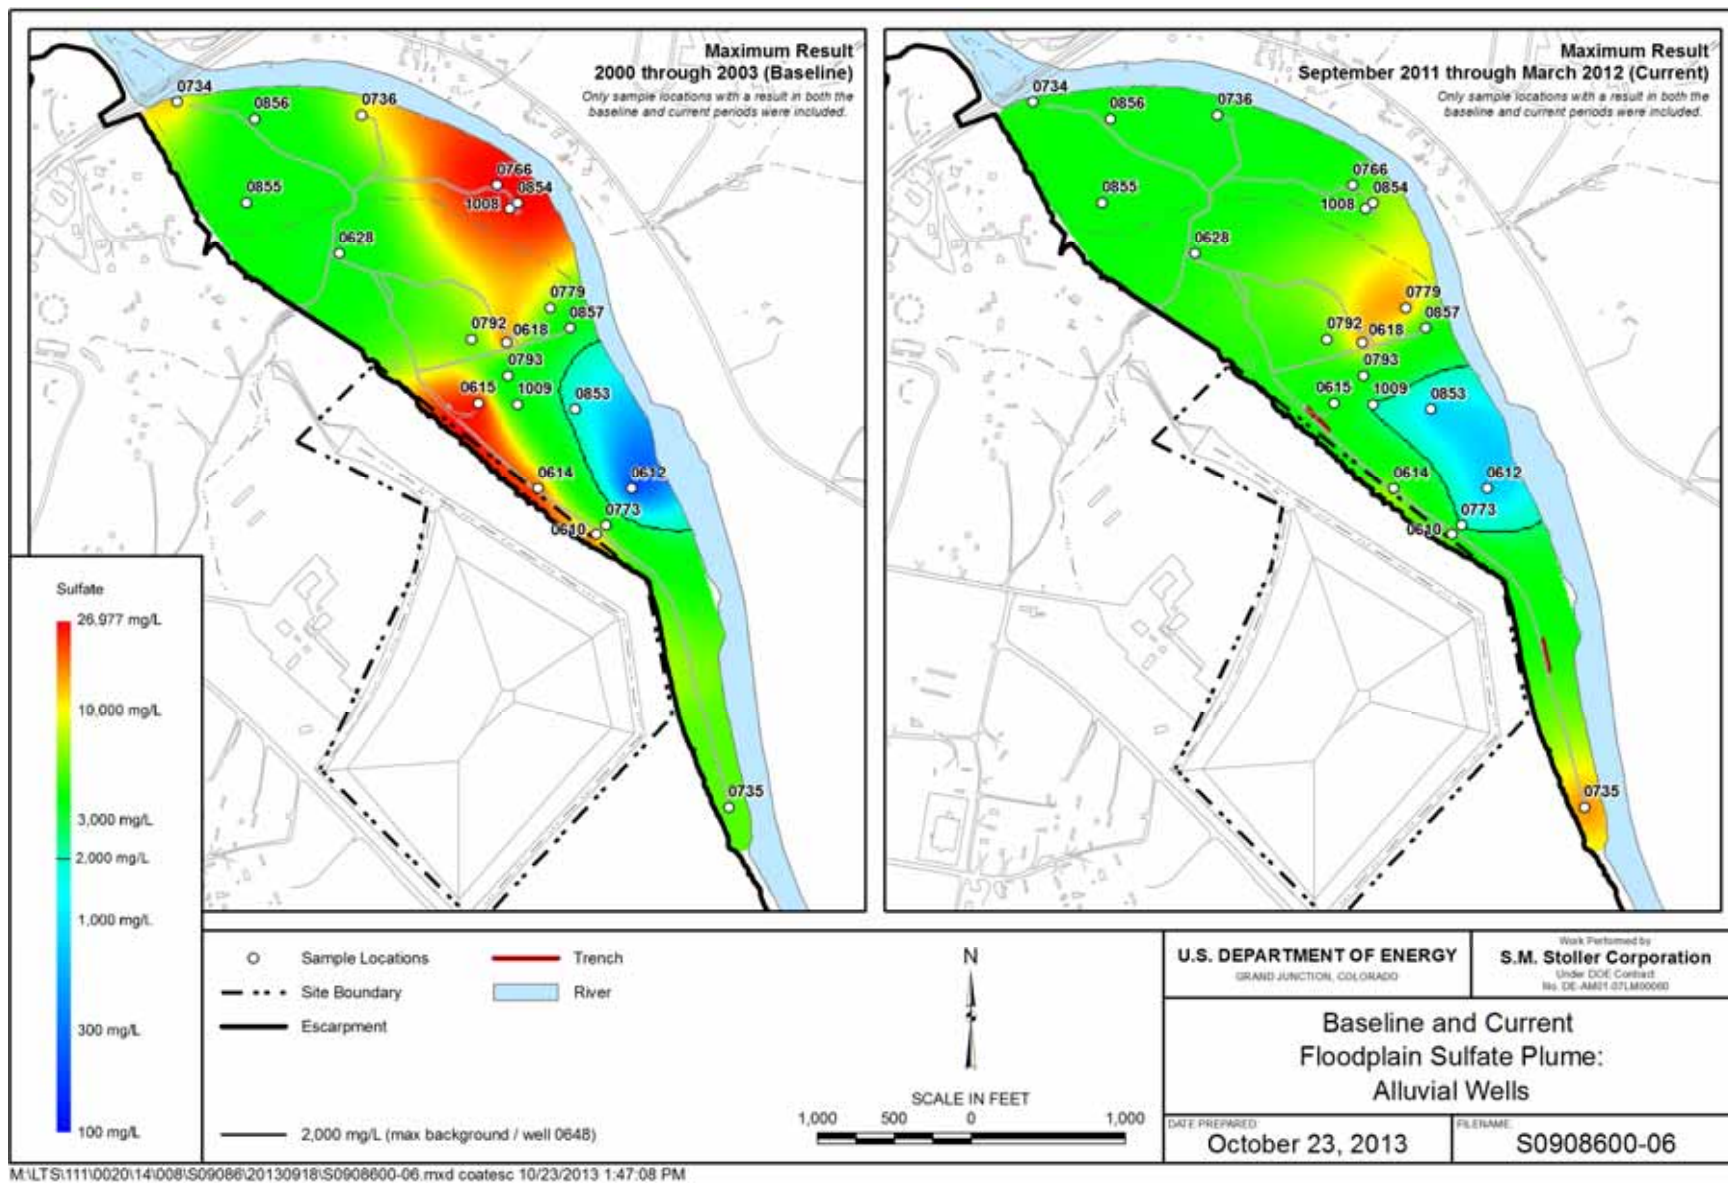 Maximum Result
2000 through 2003 (Baseline)
Only sample locations with a result in both the
baseline and current periods were included.
0734
0856
0736
0766
0854
1008
0855
0628
0779
0857
0792
0618
0793
0615
1009
0853
0614
0612
0773
0610
0735
Maximum Result
September 2011 through March 2012 (Current)
Only sample locations with a result in both the
baseline and current periods were included.
0734
0856
0736
0766
0854
1008
0855
0628
0779
0857
0792
0618
0793
0615
1009
0853
0614
0612
0773
0610
0735
Sulfate
26,977 mg/L
10,000 mg/L
3,000 mg/L
2,000 mg/L
1,000 mg/L
300 mg/L
100 mg/L
Sample Locations
Site Boundary
Escarpment
Trench
River
2,000 mg/L (max background / well 0648)
N
SCALE IN FEET
1,000 500 0 1,000
U.S. DEPARTMENT OF ENERGY
GRAND JUNCTION, COLORADO
Work Performed by
S.M. Stoller Corporation
Under DOE Contract
No. DE-AM01-07LM00060
Baseline and Current
Floodplain Sulfate Plume:
Alluvial Wells
DATE PREPARED:
October 23, 2013
FILENAME:
S0908600-06
M:\LTS\111\0020\14\008\S09086\20130918\S0908600-06.mxd coatesc 10/23/2013 1:47:08 PM